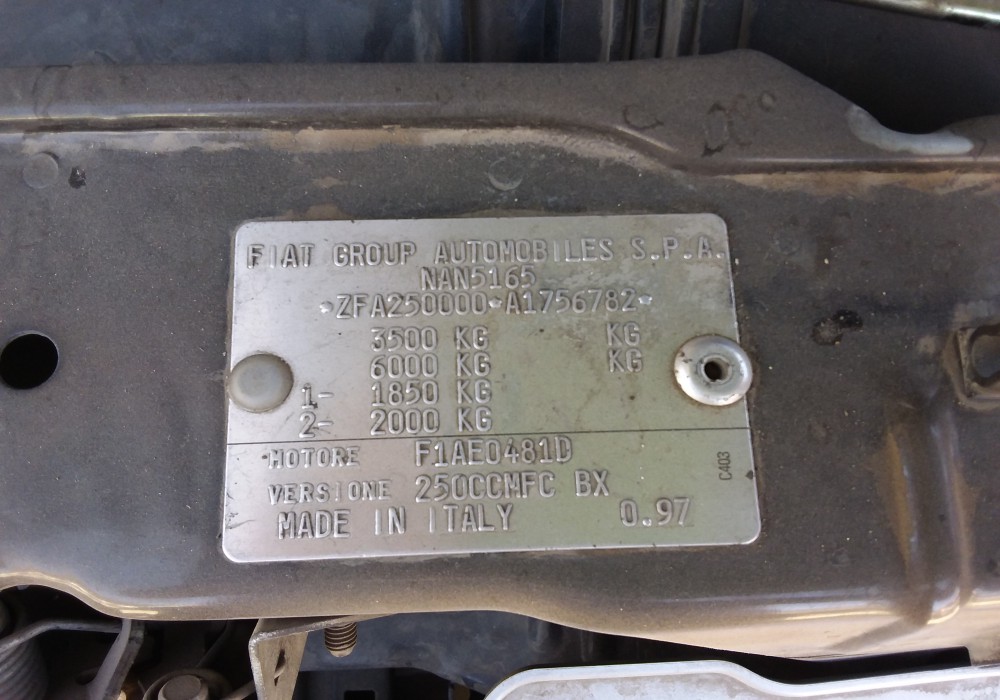 FIAT GROUP AUTOMOBILES S.P.A.
NAN5165
*ZFA250000*A1756782*
3500 KG KG
6000 KG KG
1- 1850 KG
2- 2000 KG
MOTORE F1AE0481D
VERSIONE 250CCMFC BX
MADE IN ITALY 0.97
C403